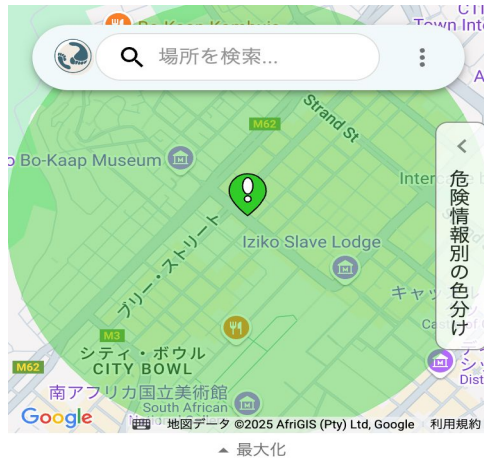 Bo-Kaap Kombuis
場所を検索...
M62
Strand St
Bo-Kaap Museum
危険情報別の色分け
Iziko Slave Lodge
ブリー・ストリート
M3
シティ・ボウル
CITY BOWL
M62
南アフリカ国立美術館
South African
Google
地図データ ©2025 AfriGIS (Pty) Ltd, Google
利用規約
最大化